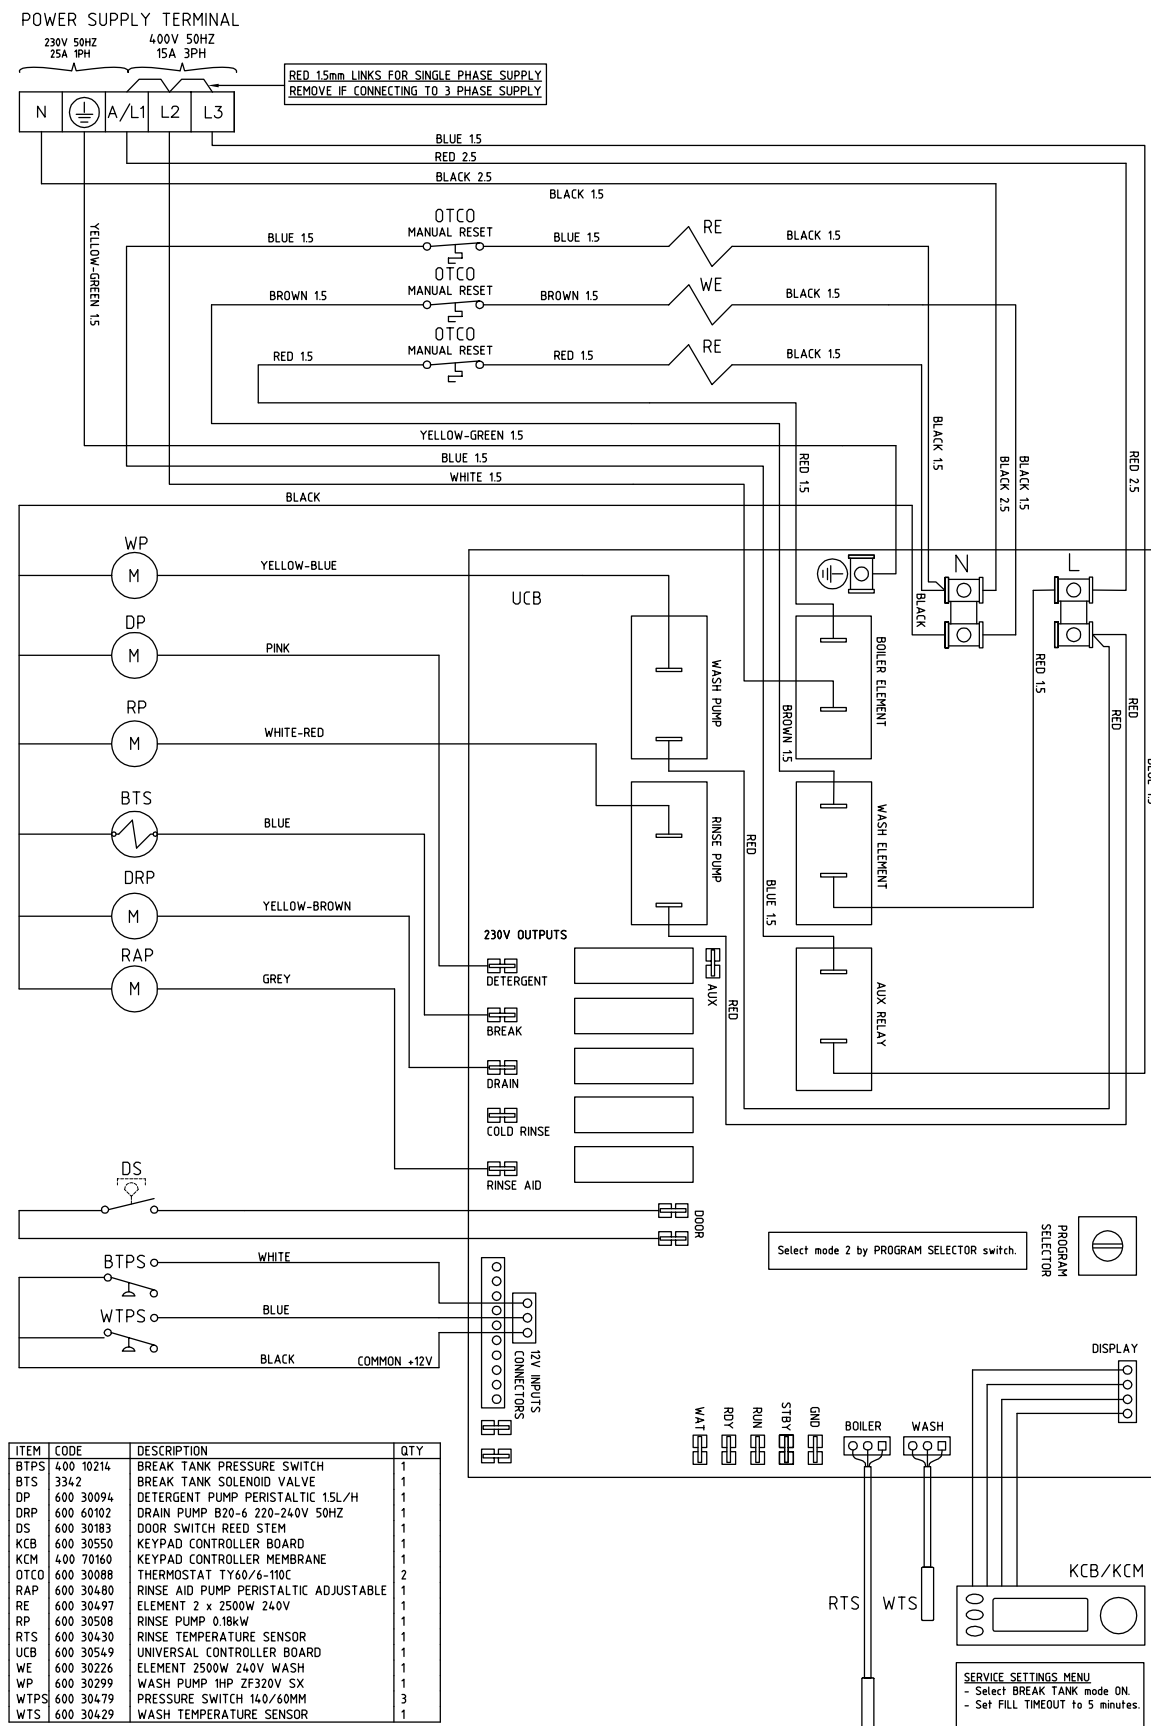 POWER SUPPLY TERMINAL
230V 50HZ
25A 1PH
400V 50HZ
15A 3PH
RED 1.5mm LINKS FOR SINGLE PHASE SUPPLY
REMOVE IF CONNECTING TO 3 PHASE SUPPLY
N
A/L1
L2
L3
BLUE 1.5
RED 2.5
BLACK 2.5
BLACK 1.5
YELLOW-GREEN 1.5
BLUE 1.5
OTCO
MANUAL RESET
BLUE 1.5
RE
BLACK 1.5
BROWN 1.5
OTCO
MANUAL RESET
BROWN 1.5
WE
BLACK 1.5
RED 1.5
OTCO
MANUAL RESET
RED 1.5
RE
BLACK 1.5
YELLOW-GREEN 1.5
BLUE 1.5
WHITE 1.5
BLACK
RED 1.5
BLACK 1.5
BLACK 2.5
BLACK 1.5
RED 2.5
WP
M
YELLOW-BLUE
UCB
N
L
BLACK
DP
M
PINK
WASH PUMP
BOILER ELEMENT
RED 1.5
RED
RED
RP
M
WHITE-RED
BROWN 1.5
BTS
BLUE
RINSE PUMP
RED
WASH ELEMENT
DRP
M
YELLOW-BROWN
BLUE 1.5
230V OUTPUTS
RAP
M
GREY
DETERGENT
AUX
RED
AUX RELAY
BREAK
DRAIN
COLD RINSE
RINSE AID
DS
DOOR
Select mode 2 by PROGRAM SELECTOR switch.
PROGRAM
SELECTOR
BTPS
WHITE
WTPS
BLUE
BLACK
COMMON +12V
12V INPUTS
CONNECTORS
DISPLAY
WAT
RDY
RUN
STBY
GND
BOILER
WASH
ITEM CODE DESCRIPTION QTY
BTPS 400 10214 BREAK TANK PRESSURE SWITCH 1
BTS 3342 BREAK TANK SOLENOID VALVE 1
DP 600 30094 DETERGENT PUMP PERISTALTIC 1.5L/H 1
DRP 600 60102 DRAIN PUMP B20-6 220-240V 50HZ 1
DS 600 30183 DOOR SWITCH REED STEM 1
KCB 600 30550 KEYPAD CONTROLLER BOARD 1
KCM 400 70160 KEYPAD CONTROLLER MEMBRANE 1
OTCO 600 30088 THERMOSTAT TY60/6-110C 2
RAP 600 30480 RINSE AID PUMP PERISTALTIC ADJUSTABLE 1
RE 600 30497 ELEMENT 2 x 2500W 240V 1
RP 600 30508 RINSE PUMP 0.18kW 1
RTS 600 30430 RINSE TEMPERATURE SENSOR 1
UCB 600 30549 UNIVERSAL CONTROLLER BOARD 1
WE 600 30226 ELEMENT 2500W 240V WASH 1
WP 600 30299 WASH PUMP 1HP ZF320V SX 1
WTPS 600 30479 PRESSURE SWITCH 140/60MM 3
WTS 600 30429 WASH TEMPERATURE SENSOR 1
RTS
WTS
KCB/KCM
SERVICE SETTINGS MENU
- Select BREAK TANK mode ON.
- Set FILL TIMEOUT to 5 minutes.